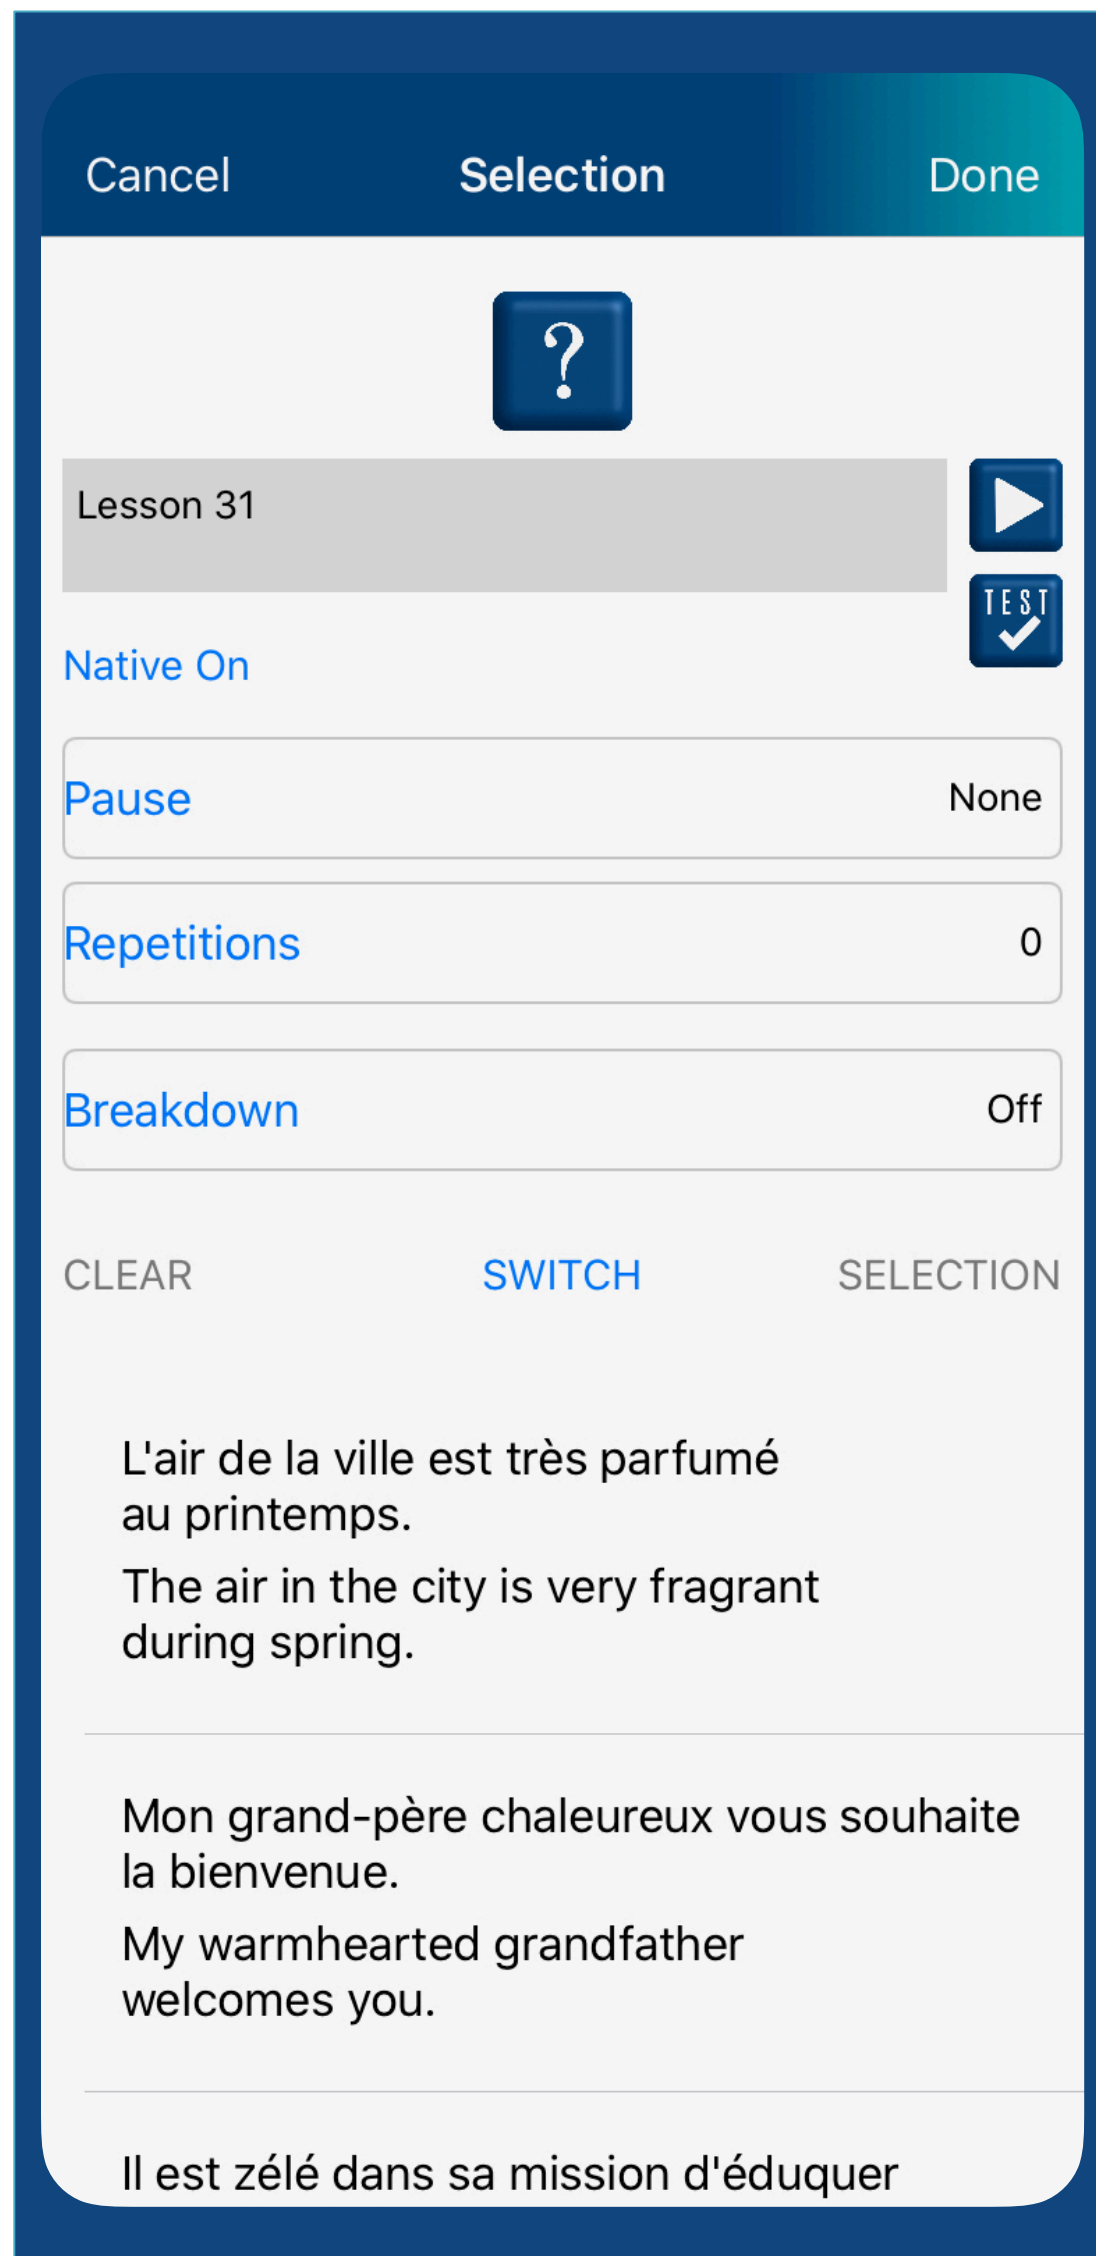 Cancel Selection Done
?
Lesson 31
TEST
Native On
Pause None
Repetitions 0
Breakdown Off
CLEAR SWITCH SELECTION
L'air de la ville est très parfumé
au printemps.
The air in the city is very fragrant
during spring.
Mon grand-père chaleureux vous souhaite
la bienvenue.
My warmhearted grandfather
welcomes you.
Il est zélé dans sa mission d'éduquer